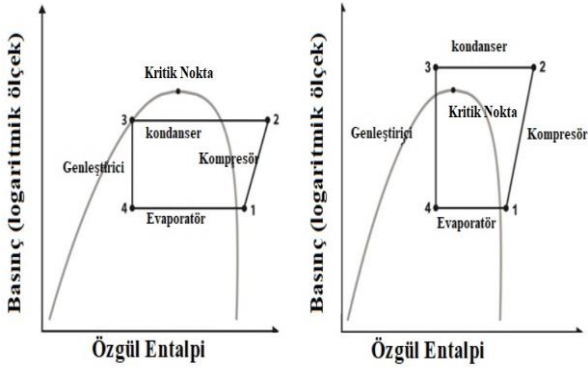 Basınç (logaritmik ölçek)
Kritik Nokta
3
2
kondanser
Genleştirici
Kompresör
4
1
Evaporatör
Özgül Entalpi
Basınç (logaritmik ölçek)
kondanser
3
2
Kritik Nokta
Genleştiriçi
Kompresör
4
1
Evaporatör
Özgül Entalpi